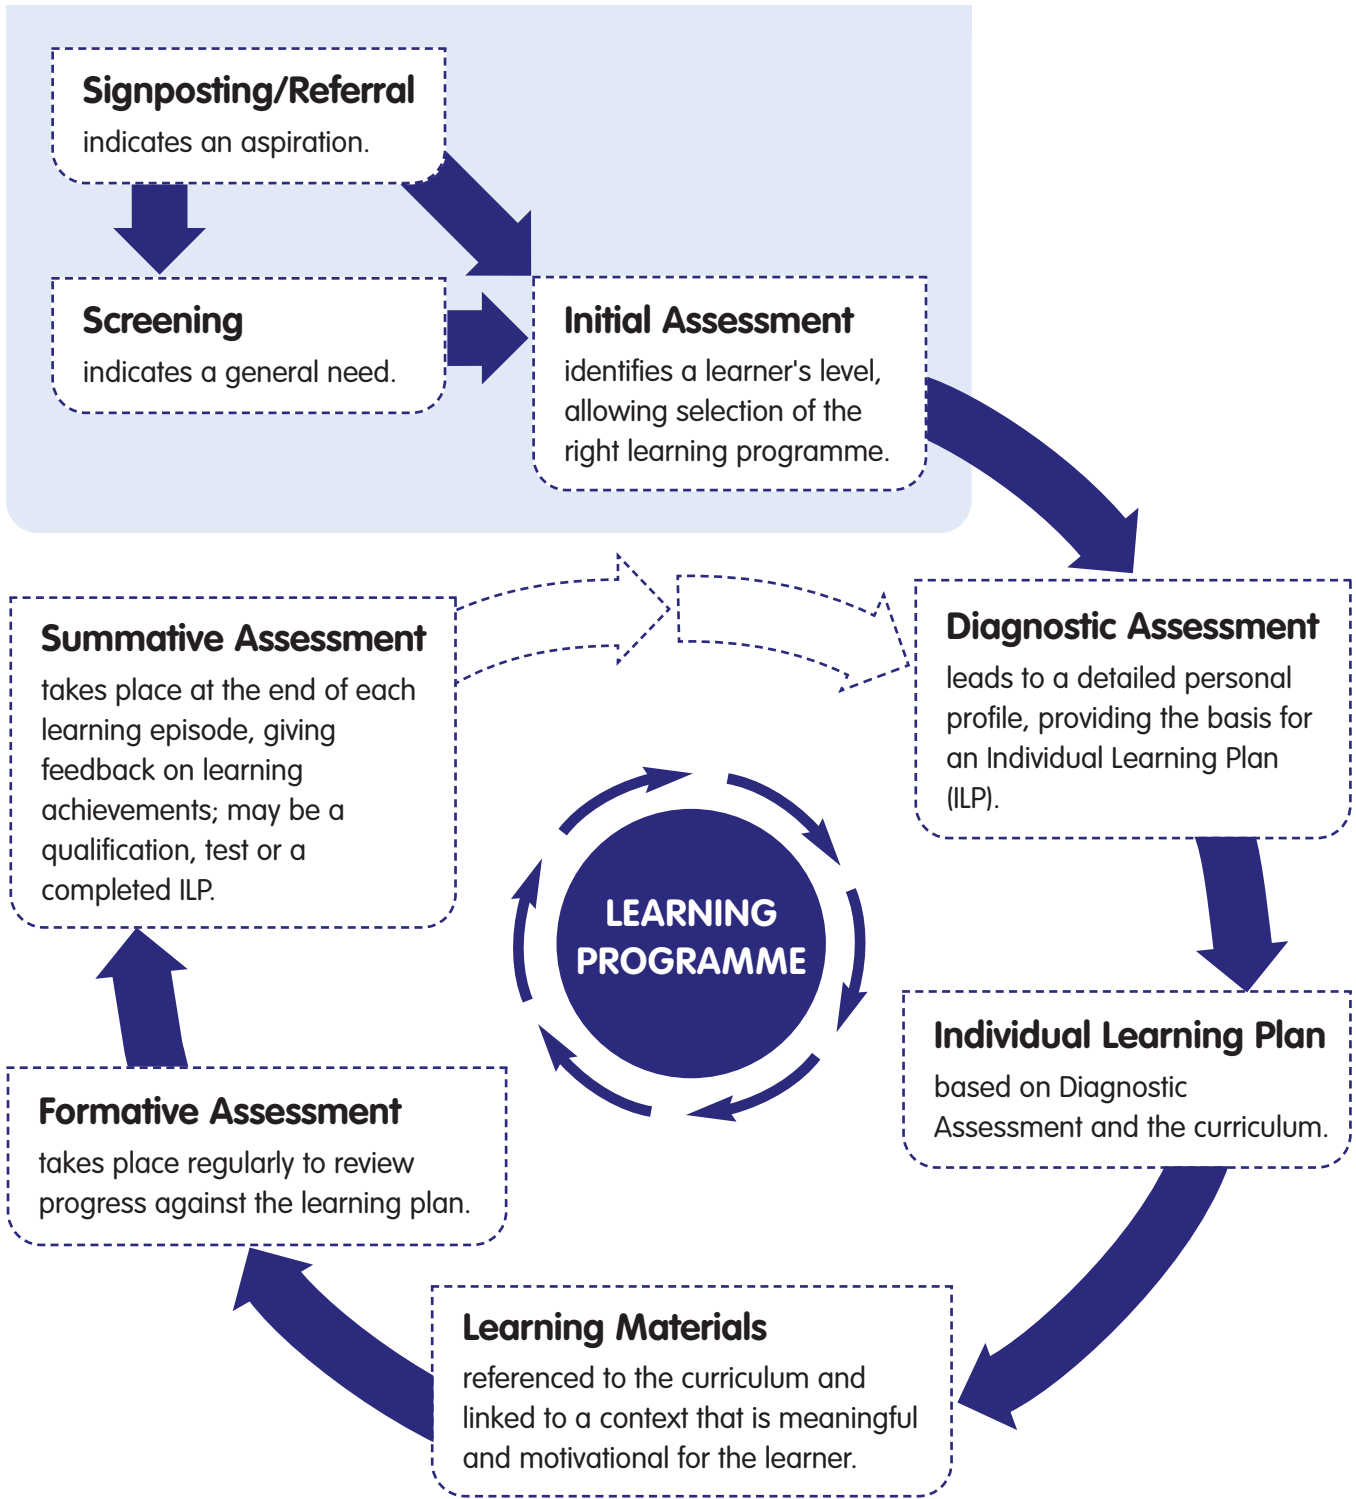 Signposting/Referral
indicates an aspiration.
Screening
indicates a general need.
Initial Assessment
identifies a learner's level,
allowing selection of the
right learning programme.
Diagnostic Assessment
leads to a detailed personal
profile, providing the basis for
an Individual Learning Plan
(ILP).
Individual Learning Plan
based on Diagnostic
Assessment and the curriculum.
Learning Materials
referenced to the curriculum and
linked to a context that is meaningful
and motivational for the learner.
Formative Assessment
takes place regularly to review
progress against the learning plan.
Summative Assessment
takes place at the end of each
learning episode, giving
feedback on learning
achievements; may be a
qualification, test or a
completed ILP.
LEARNING
PROGRAMME